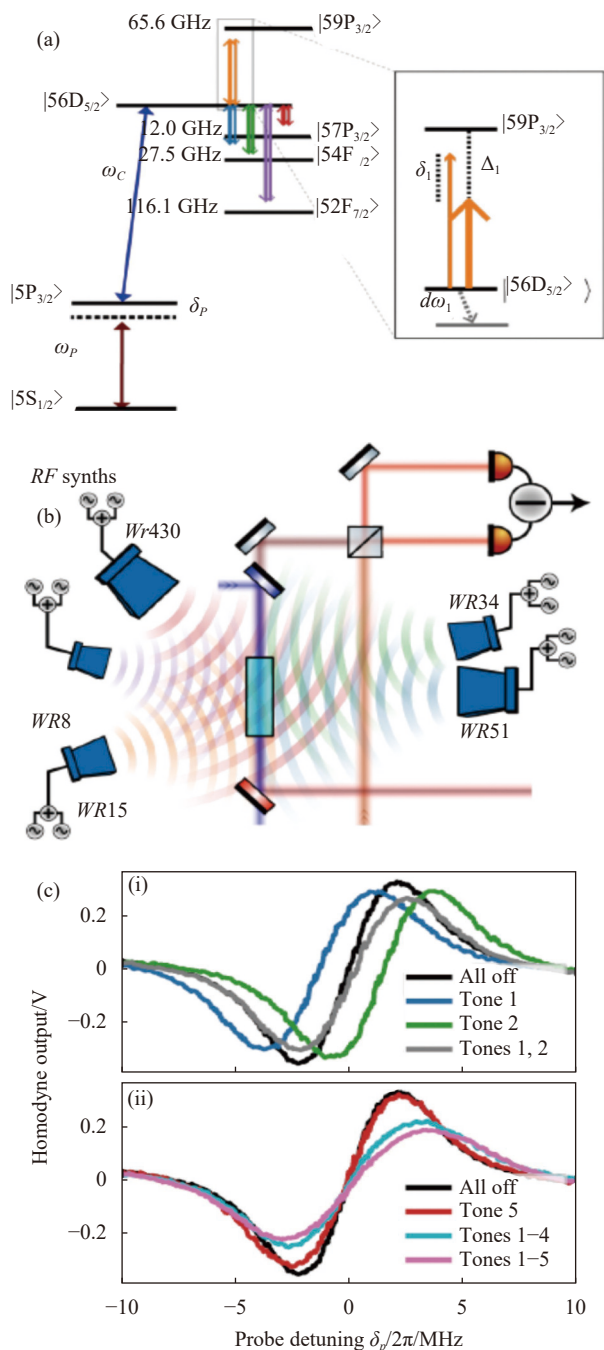 (a)
65.6 GHz |59P3/2>
|56D5/2>
12.0 GHz |57P3/2>
27.5 GHz |54F /2>
116.1 GHz |52F7/2>
ωC
|5P3/2>
δP
ωP
|5S1/2>
|59P3/2>
δ1 Δ1
|56D5/2> 〉
dω1
RF synths
(b)
Wr430
WR34
WR51
WR8
WR15
(c)
(i)
0.2
0
−0.2
All off
Tone 1
Tone 2
Tones 1, 2
Homodyne output/V
(ii)
0.2
0
−0.2
All off
Tone 5
Tones 1−4
Tones 1−5
−10 −5 0 5 10
Probe detuning δp/2π/MHz